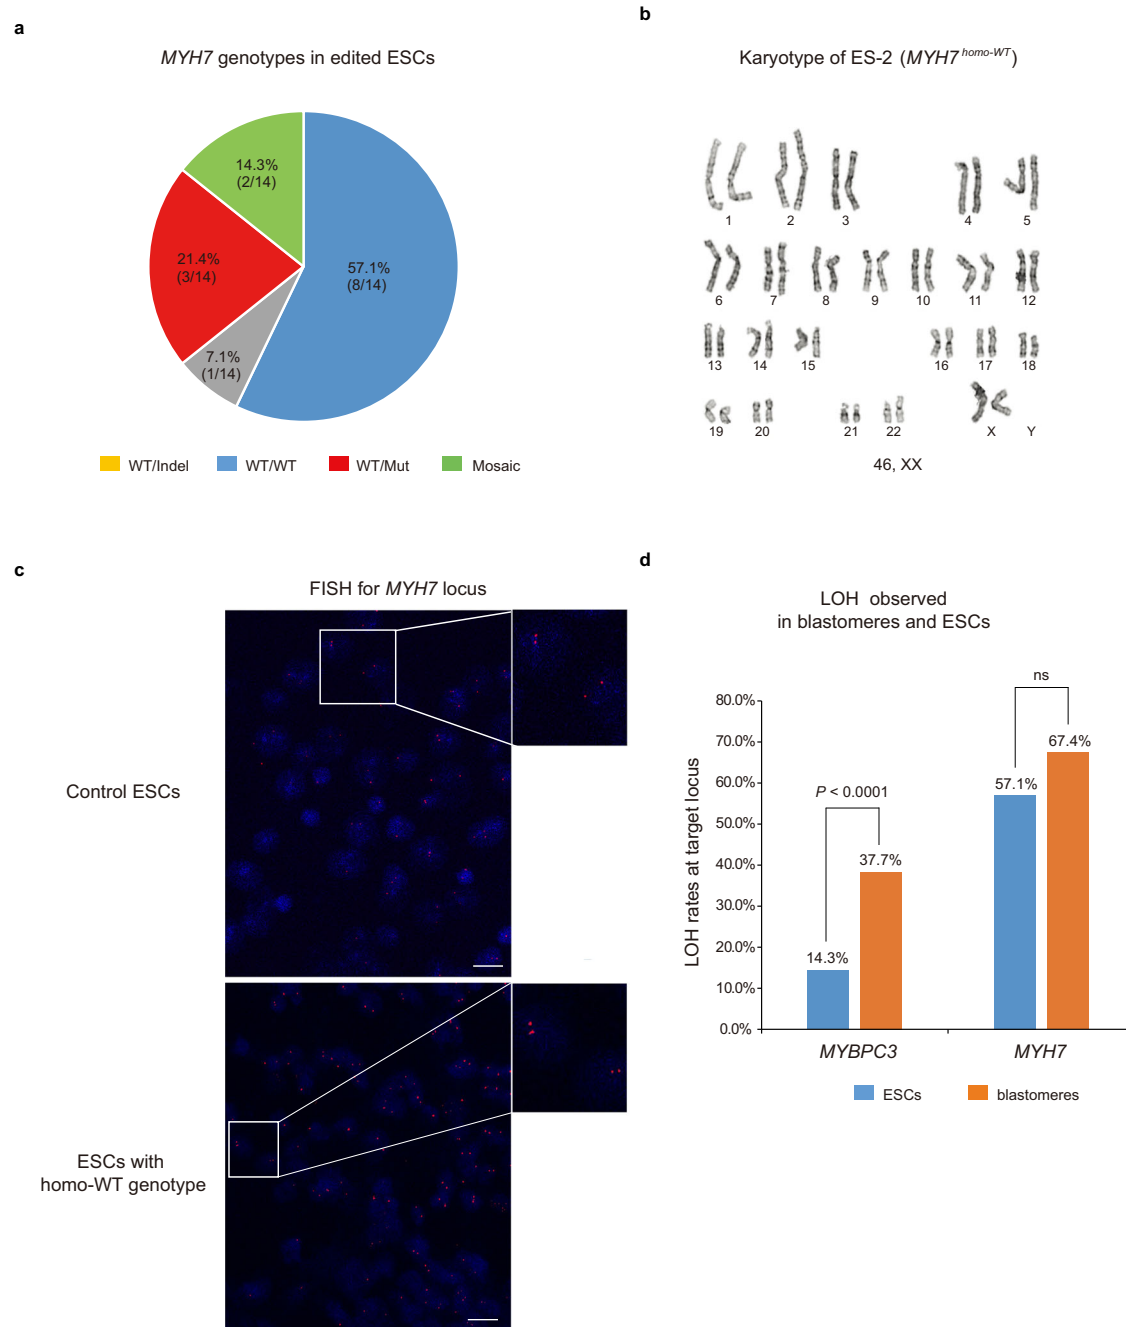 a
MYH7 genotypes in edited ESCs
14.3%
(2/14)
21.4%
(3/14)
57.1%
(8/14)
7.1%
(1/14)
WT/Indel WT/WT WT/Mut Mosaic
b
Karyotype of ES-2 (MYH7 homo-WT)
1 2 3 4 5
6 7 8 9 10 11 12
13 14 15 16 17 18
19 20 21 22 X Y
46, XX
c
FISH for MYH7 locus
Control ESCs
ESCs with
homo-WT genotype
d
LOH observed
in blastomeres and ESCs
LOH rates at target locus
80.0%
70.0%
60.0%
50.0%
40.0%
30.0%
20.0%
10.0%
0.0%
P < 0.0001
ns
14.3%
37.7%
57.1%
67.4%
MYBPC3 MYH7
ESCs blastomeres